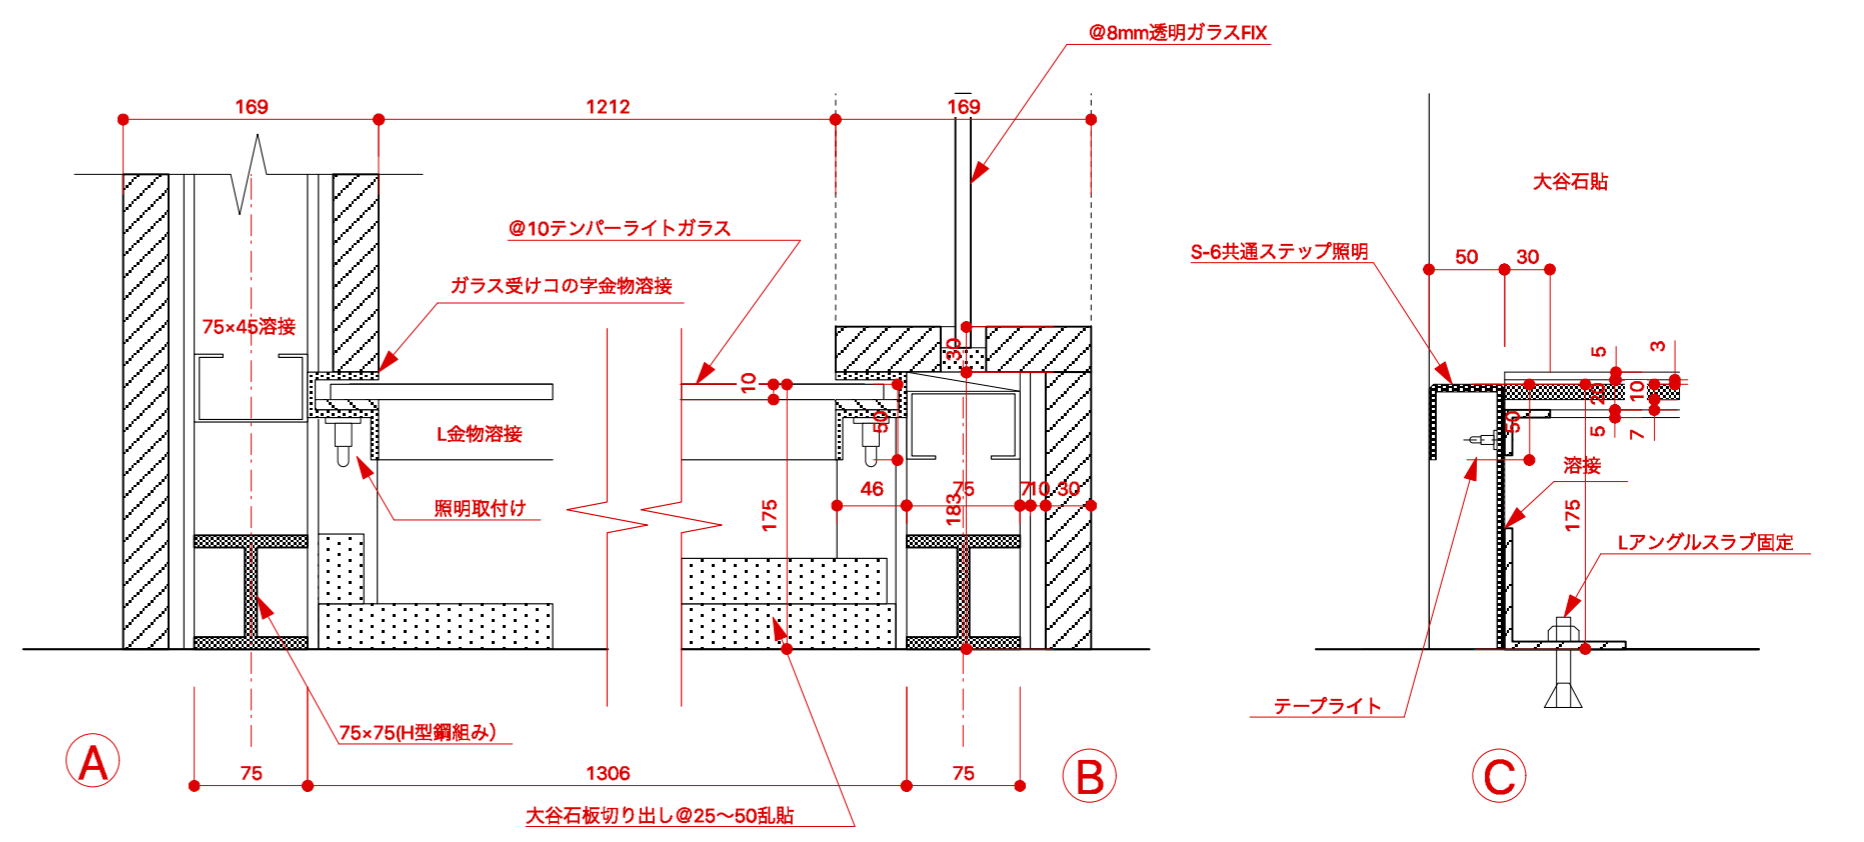 @8mm透明ガラスFIX
169
1212
169
大谷石貼
@10テンパーライトガラス
S-6共通ステップ照明
50
30
ガラス受けコの字金物溶接
75×45溶接
30
5
3
10
20
10
50
50
5
7
L金物溶接
溶接
46
75
7
10
30
照明取付け
175
183
175
Lアングルスラブ固定
テープライト
75×75(H型鋼組み）
A
75
1306
75
B
C
大谷石板切り出し@25〜50乱貼